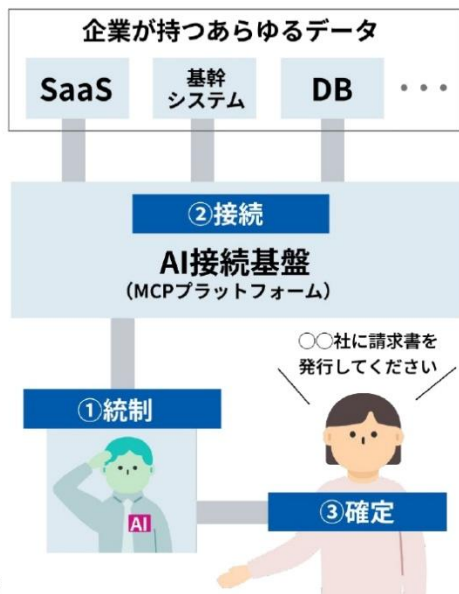 企業が持つあらゆるデータ
SaaS
基幹
システム
DB
・・・
②接続
AI接続基盤
（MCPプラットフォーム）
〇〇社に請求書を
発行してください
①統制
AI
③確定